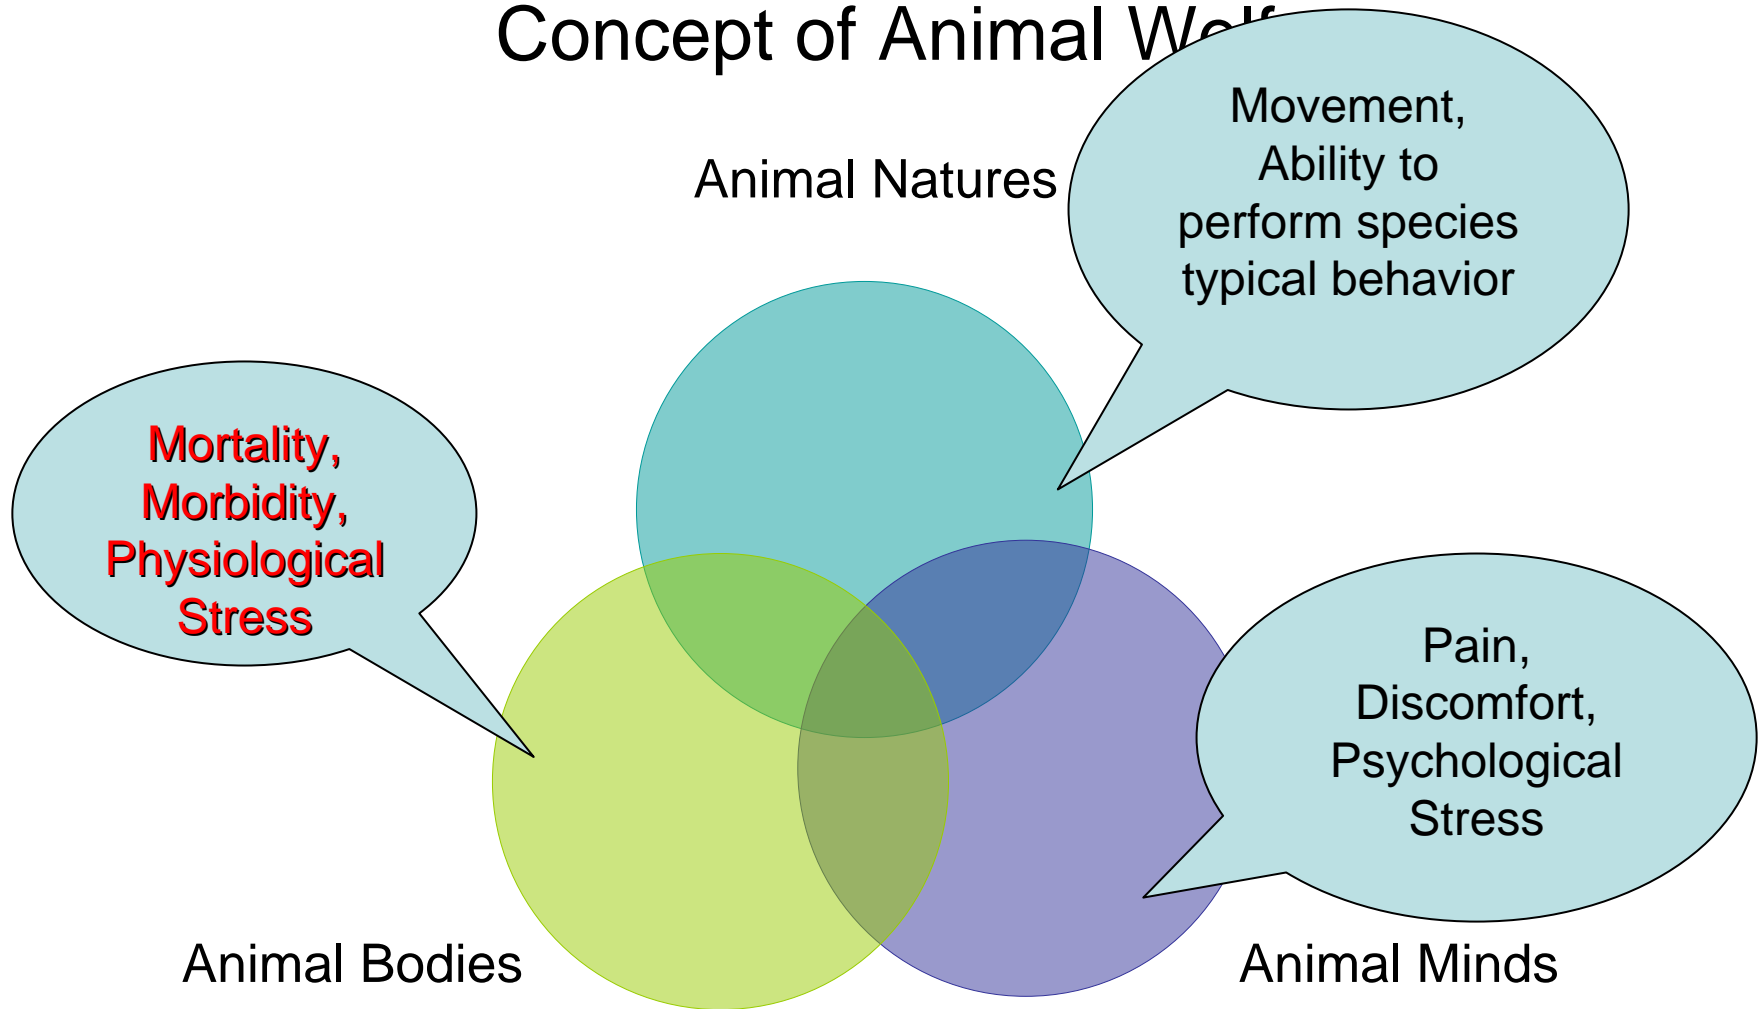 Concept of Animal
Movement,
Ability to
perform species
typical behavior
Animal Natures
Mortality,
Morbidity,
Physiological
Stress
Pain,
Discomfort,
Psychological
Stress
Animal Bodies
Animal Minds